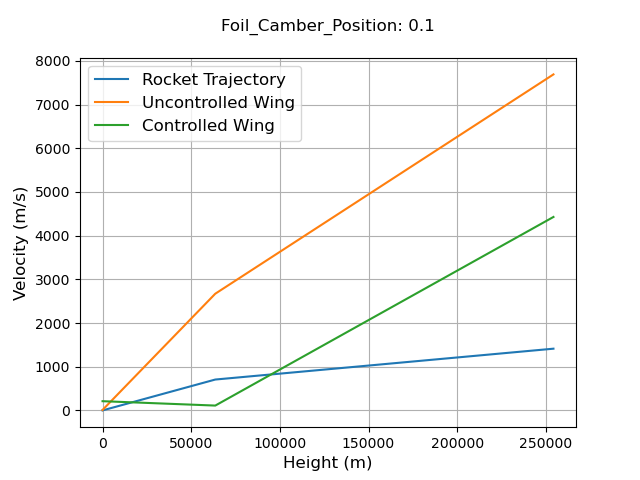 Foil_Camber_Position: 0.1
8000
7000
6000
5000
4000
3000
2000
1000
0
Velocity (m/s)
Rocket Trajectory
Uncontrolled Wing
Controlled Wing
0 50000 100000 150000 200000 250000
Height (m)